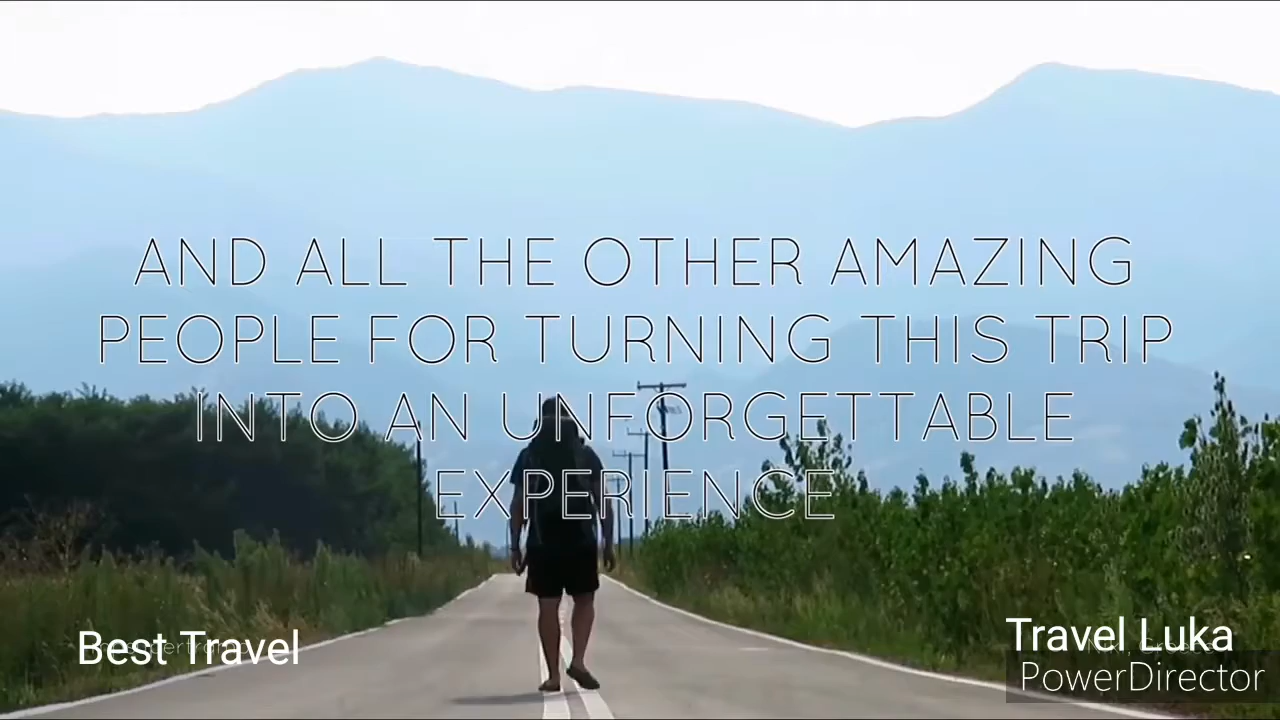 AND ALL THE OTHER AMAZING
PEOPLE FOR TURNING THIS TRIP
INTO AN UNFORGETTABLE
EXPERIENCE
Best Travel
Travel Luka
PowerDirector